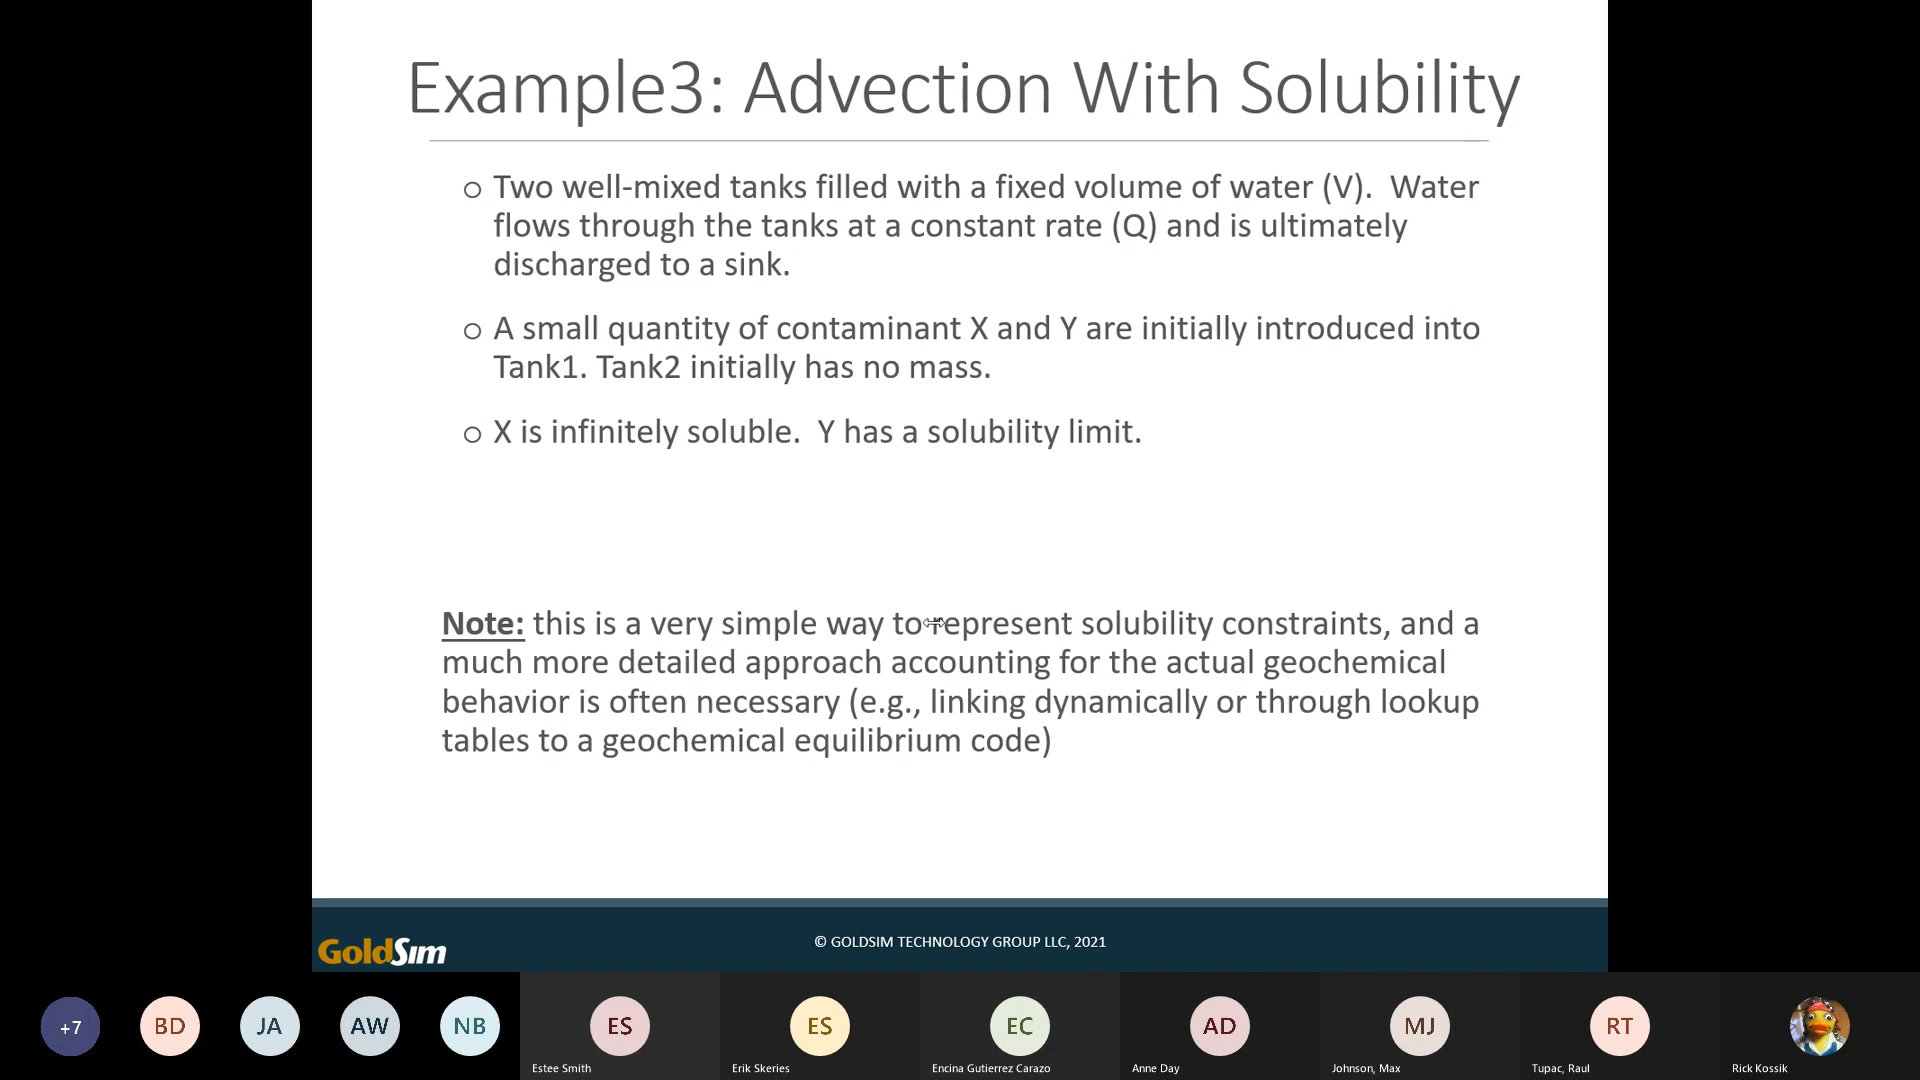 Example3: Advection With Solubility
o Two well-mixed tanks filled with a fixed volume of water (V).  Water
flows through the tanks at a constant rate (Q) and is ultimately
discharged to a sink.
o A small quantity of contaminant X and Y are initially introduced into
Tank1. Tank2 initially has no mass.
o X is infinitely soluble.  Y has a solubility limit.
Note: this is a very simple way to represent solubility constraints, and a
much more detailed approach accounting for the actual geochemical
behavior is often necessary (e.g., linking dynamically or through lookup
tables to a geochemical equilibrium code)
GoldSim
© GOLDSIM TECHNOLOGY GROUP LLC, 2021
+7 BD JA AW NB ES ES EC AD MJ RT
Estee Smith Erik Skeries Encina Gutierrez Carazo Anne Day Johnson, Max Tupac, Raul Rick Kossik